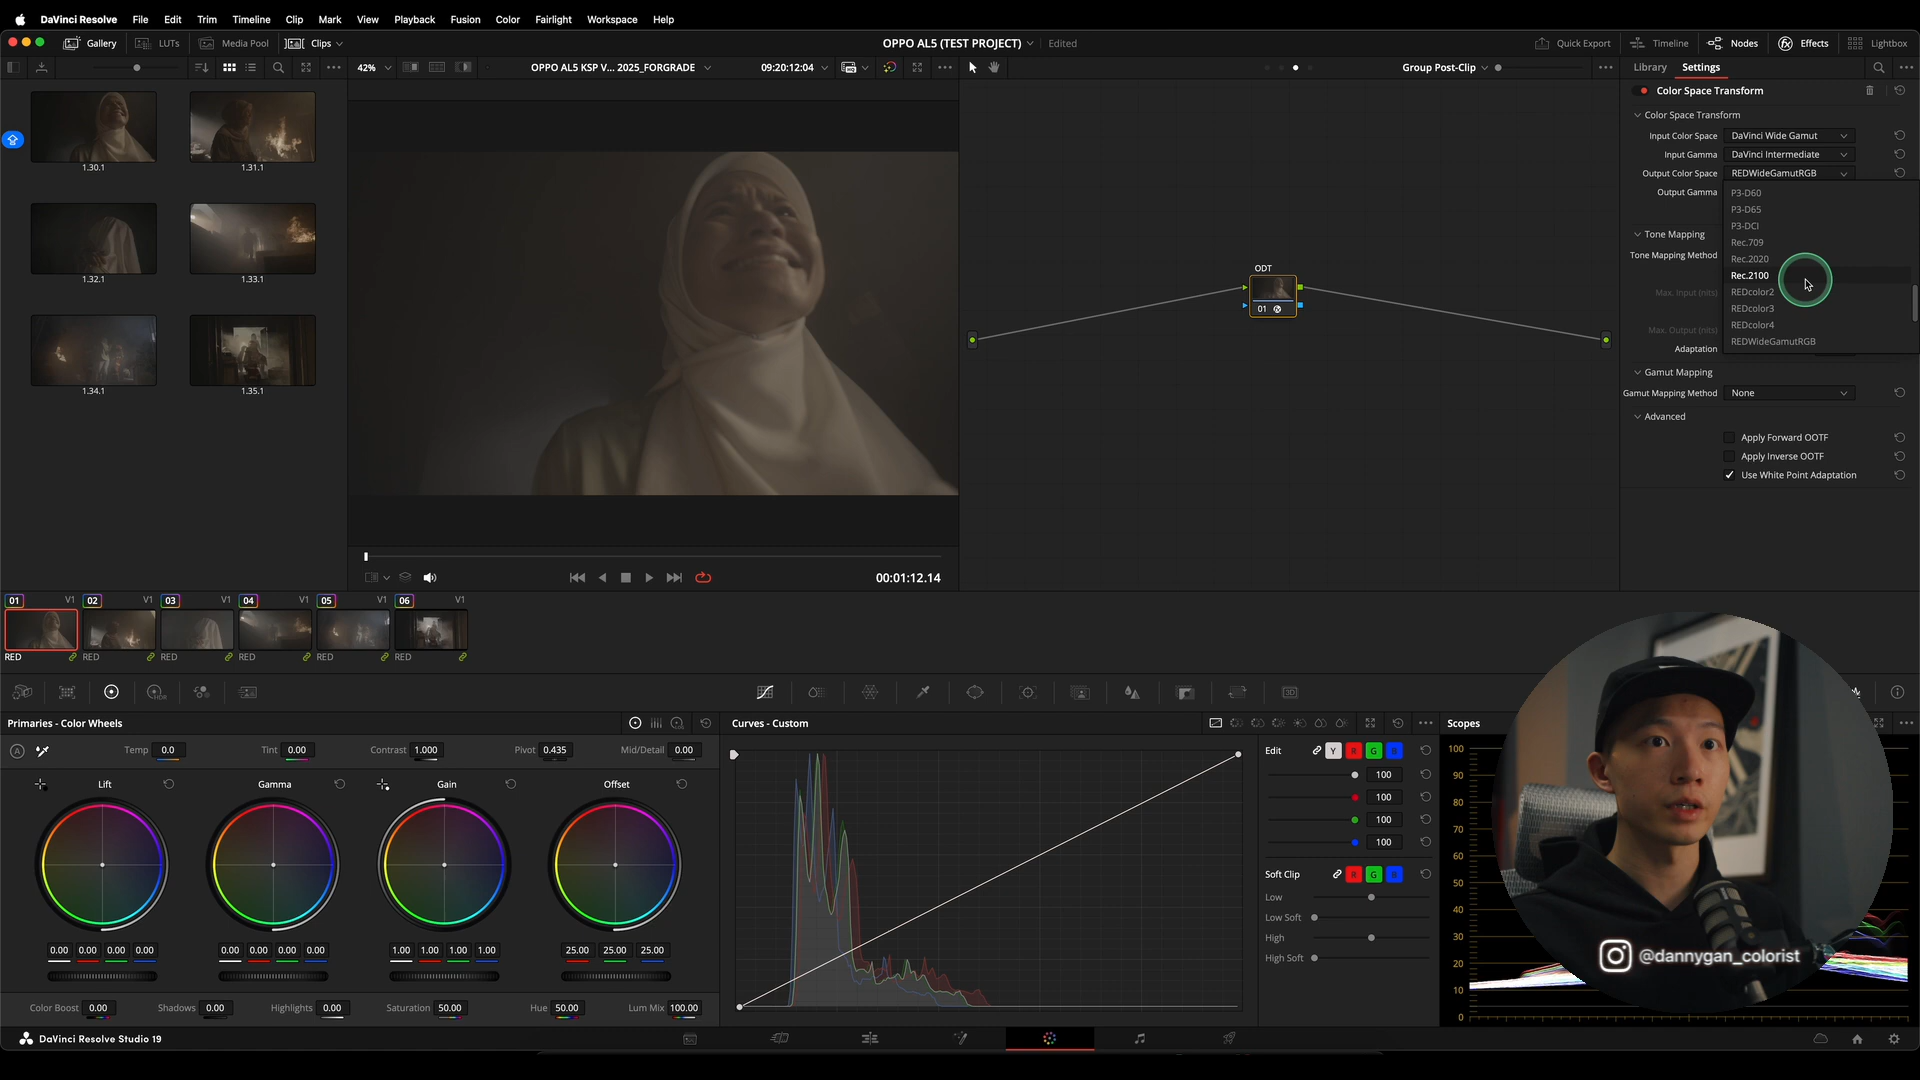 DaVinci Resolve File Edit Trim Timeline Clip Mark View Playback Fusion Color Fairlight Workspace Help
Gallery LUTs Media Pool Clips OPPO AL5 (TEST PROJECT) Edited Quick Export Timeline Nodes Effects Lightbox
42% OPPO AL5 KSP V... 2025_FORGRADE 09:20:12:04 Group Post-Clip Library Settings
Color Space Transform
Color Space Transform
Input Color Space DaVinci Wide Gamut
Input Gamma DaVinci Intermediate
Output Color Space REDWideGamutRGB
Output Gamma
P3-D60
P3-D65
P3-DCI
Rec.709
Rec.2020
Rec.2100
REDcolor2
REDcolor3
REDcolor4
REDWideGamutRGB
Tone Mapping
Tone Mapping Method
Max. Input (nits)
Max. Output (nits)
Adaptation
Gamut Mapping
Gamut Mapping Method None
Advanced
Apply Forward OOTF
Apply Inverse OOTF
Use White Point Adaptation
1.30.1 1.31.1
1.32.1 1.33.1
1.34.1 1.35.1
ODT
01
00:01:12.14
01 V1 02 V1 03 V1 04 V1 05 V1 06 V1
RED RED RED RED RED RED
Primaries - Color Wheels
Temp 0.0 Tint 0.00 Contrast 1.000 Pivot 0.435 Mid/Detail 0.00
Lift Gamma Gain Offset
0.00 0.00 0.00 0.00 0.00 0.00 0.00 0.00 1.00 1.00 1.00 1.00 25.00 25.00 25.00
Color Boost 0.00 Shadows 0.00 Highlights 0.00 Saturation 50.00 Hue 50.00 Lum Mix 100.00
Curves - Custom
Edit Y R G B
100
100
100
100
Soft Clip R G B
Low
Low Soft
High
High Soft
Scopes
100
90
80
70
60
50
40
30
20
10
0
@dannygan_colorist
DaVinci Resolve Studio 19